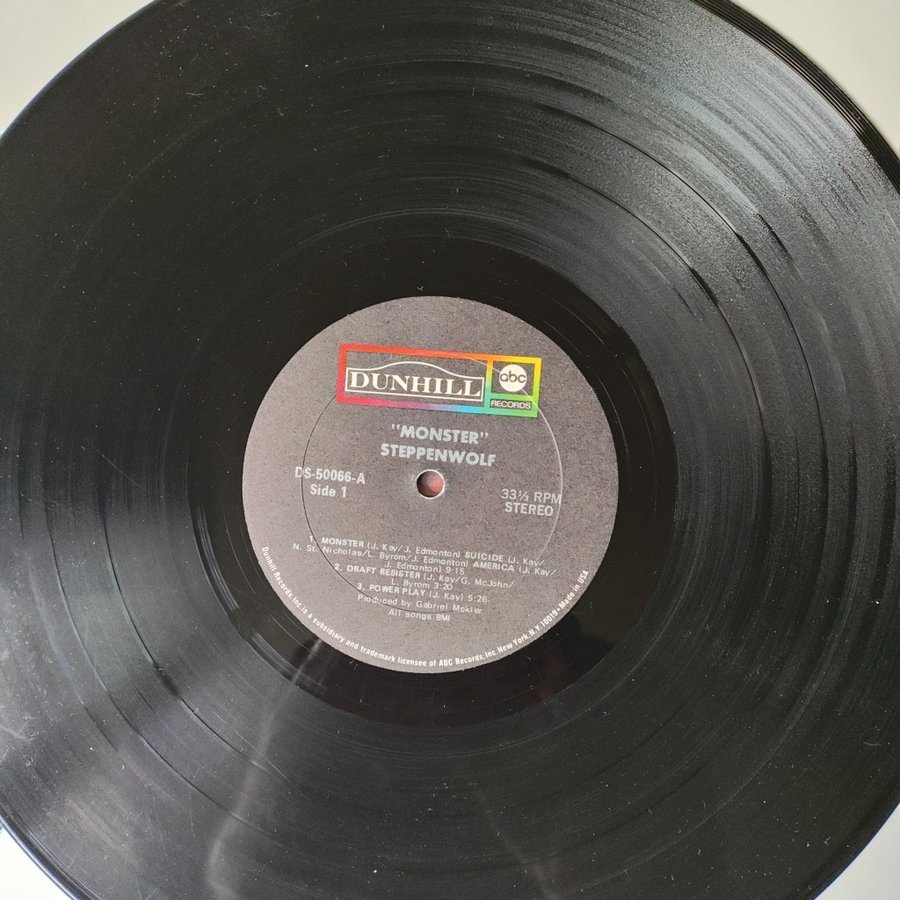 DUNHILL
abc
RECORDS
"MONSTER"
STEPPENWOLF
DS-50066-A
Side 1
33⅓ RPM
STEREO
1. MONSTER (J. Kay/J. Edmonton) SUICIDE (J. Kay/
N. St. Nicholas/L. Byrom/J. Edmonton) AMERICA (J. Kay/
J. Edmonton) 9:15
2. DRAFT RESISTER (J. Kay/G. McJohn/
L. Byrom 3:20
3. POWER PLAY (J. Kay) 5:26
Produced by Gabriel Mekler
All songs BMI
Dunhill Records, Inc. is a subsidiary and trademark licensee of ABC Records, Inc. New York, N.Y. 10019 • Made in USA